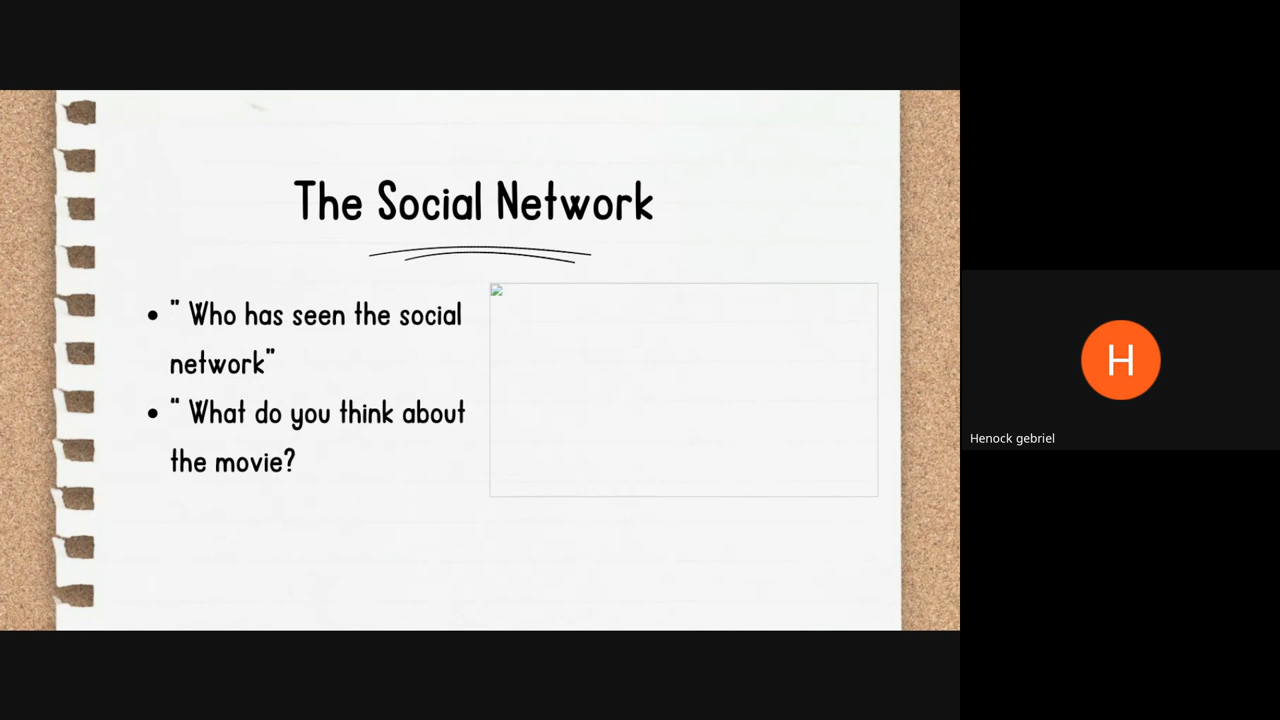 The Social Network
" Who has seen the social
network"
“ What do you think about
the movie?
H
Henock gebriel